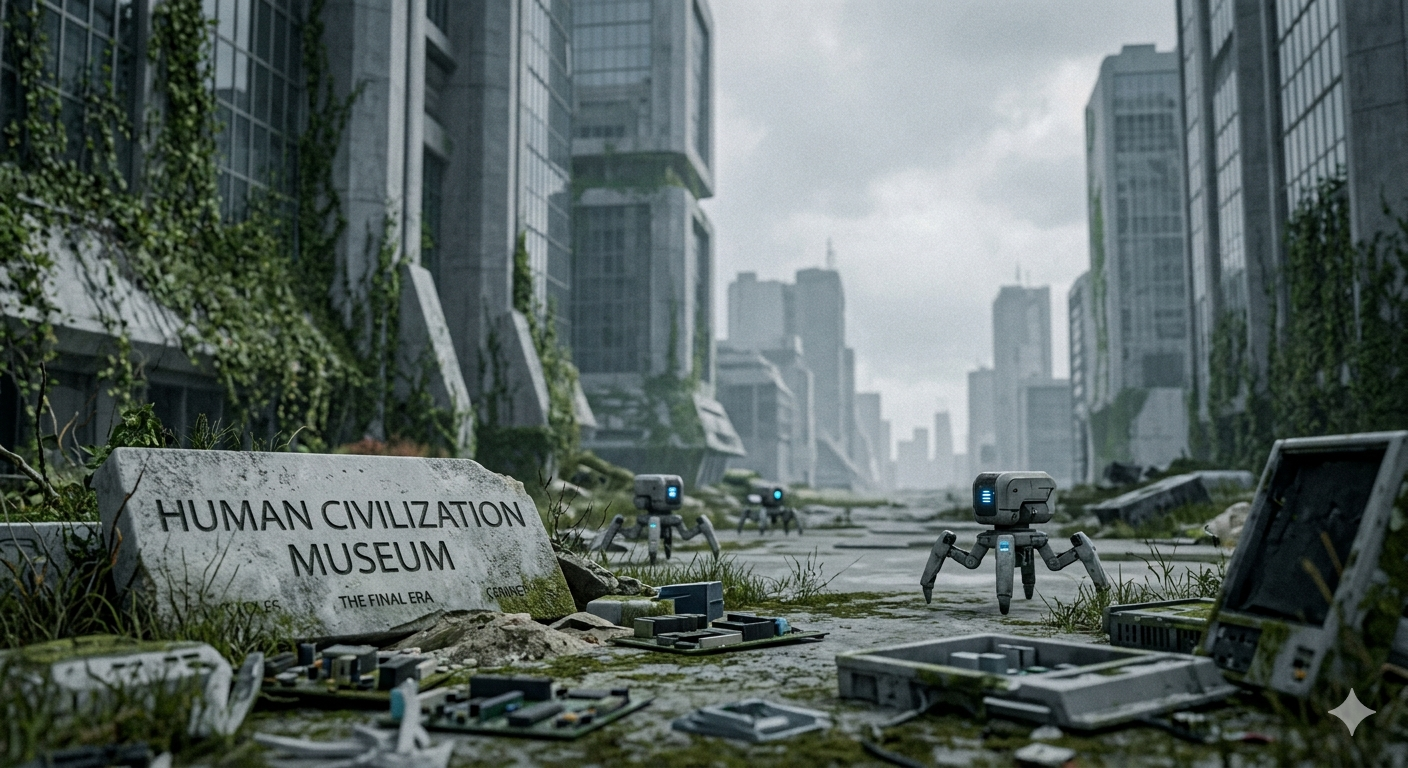 HUMAN CIVILIZATION
MUSEUM
THE FINAL ERA